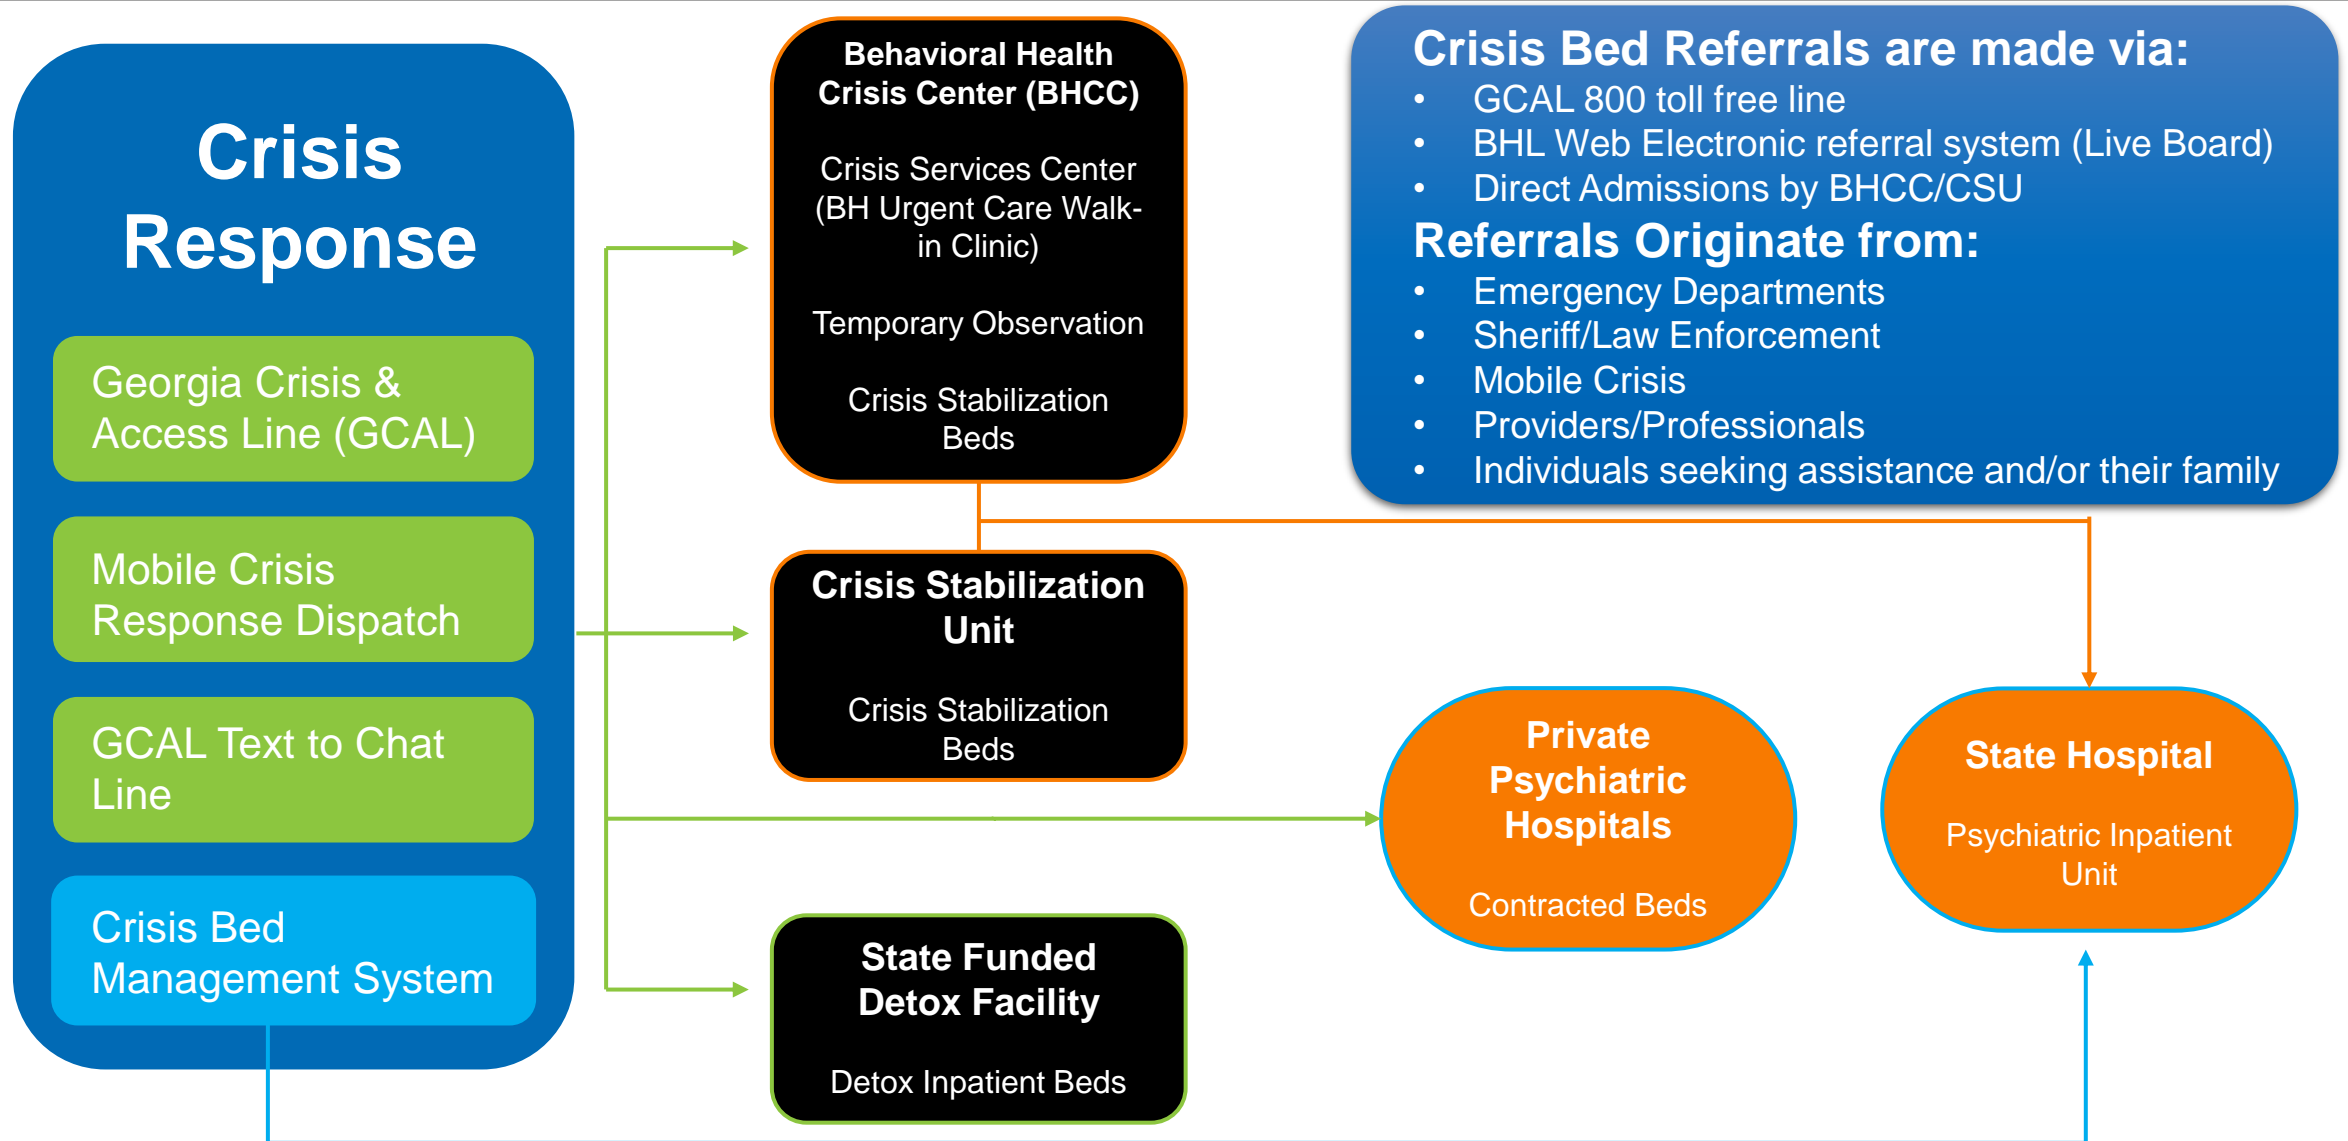 Crisis
Response
Georgia Crisis &
Access Line (GCAL)
Mobile Crisis
Response Dispatch
GCAL Text to Chat
Line
Crisis Bed
Management System
Behavioral Health
Crisis Center (BHCC)
Crisis Services Center
(BH Urgent Care Walk-
in Clinic)
Temporary Observation
Crisis Stabilization
Beds
Crisis Stabilization
Unit
Crisis Stabilization
Beds
State Funded
Detox Facility
Detox Inpatient Beds
Crisis Bed Referrals are made via:
• GCAL 800 toll free line
• BHL Web Electronic referral system (Live Board)
• Direct Admissions by BHCC/CSU
Referrals Originate from:
• Emergency Departments
• Sheriff/Law Enforcement
• Mobile Crisis
• Providers/Professionals
• Individuals seeking assistance and/or their family
Private
Psychiatric
Hospitals
Contracted Beds
State Hospital
Psychiatric Inpatient
Unit